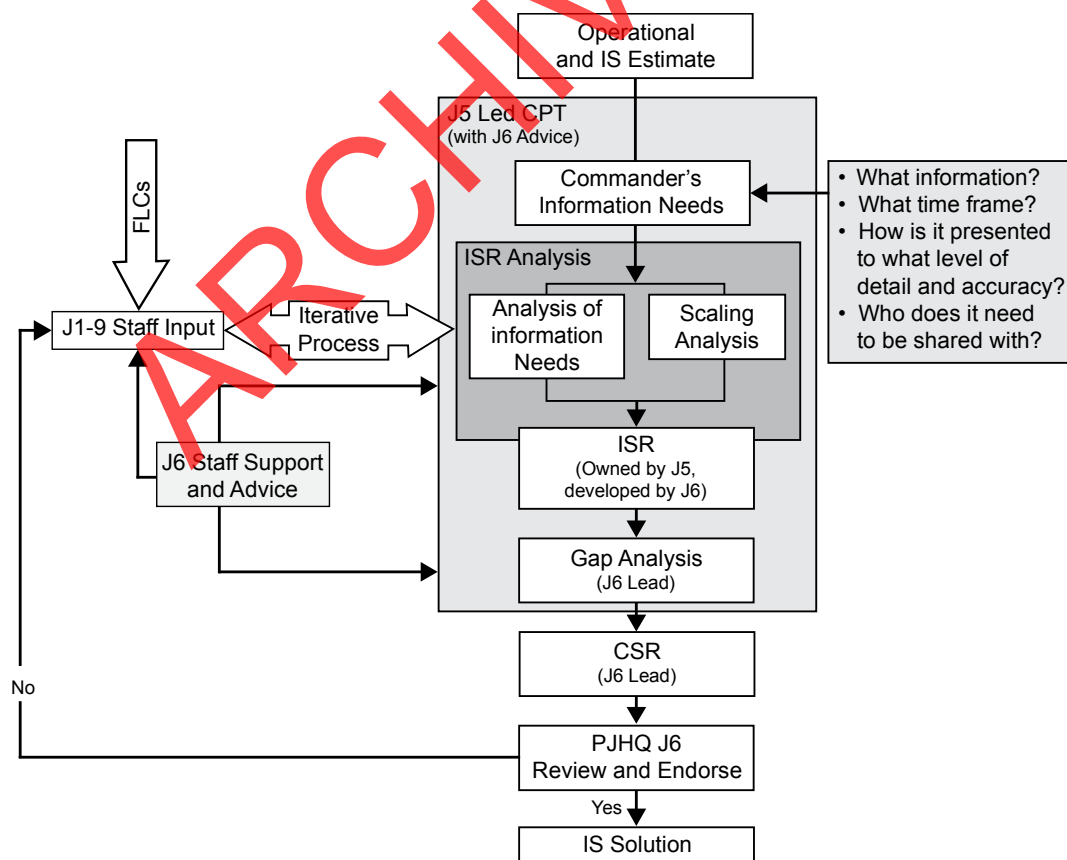 Operational
and IS Estimate
J5 Led CPT
(with J6 Advice)
Commander's
Information Needs
• What information?
• What time frame?
• How is it presented
to what level of
detail and accuracy?
• Who does it need
to be shared with?
FLCs
ISR Analysis
J1-9 Staff Input
Iterative
Process
Analysis of
information
Needs
Scaling
Analysis
J6 Staff Support
and Advice
ISR
(Owned by J5,
developed by J6)
Gap Analysis
(J6 Lead)
CSR
(J6 Lead)
No
PJHQ J6
Review and Endorse
Yes
IS Solution
ARCHIV